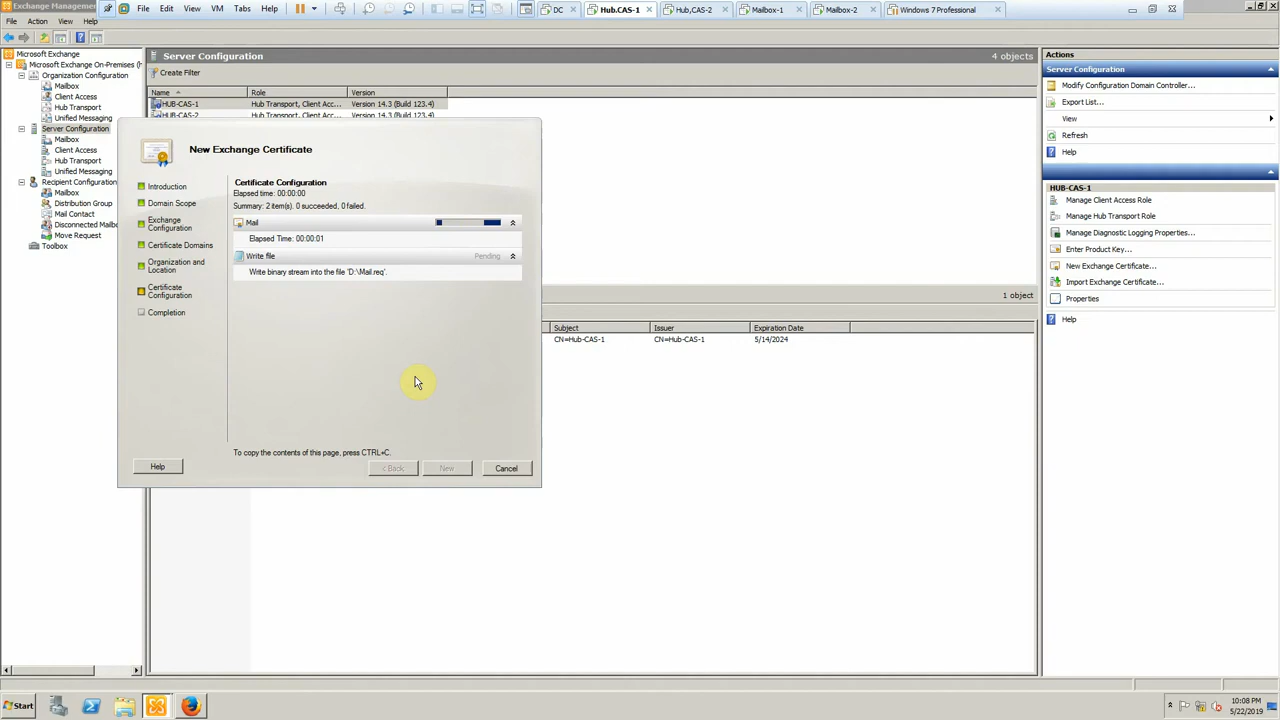 Exchange Management
File
Edit
View
VM
Tabs
Help
DC
Hub.CAS-1
Hub,CAS-2
Mailbox-1
Mailbox-2
Windows 7 Professional
File
Action
View
Help
Microsoft Exchange
Microsoft Exchange On-Premises (
Organization Configuration
Mailbox
Client Access
Hub Transport
Unified Messaging
Server Configuration
Mailbox
Client Access
Hub Transport
Unified Messaging
Recipient Configuration
Mailbox
Distribution Group
Mail Contact
Disconnected Mailbo
Move Request
Toolbox
Server Configuration
4 objects
Create Filter
Name
Role
Version
HUB-CAS-1
Hub Transport, Client Acc...
Version 14.3 (Build 123.4)
HUB-CAS-2
Hub Transport, Client Acc...
Version 14.3 (Build 123.4)
New Exchange Certificate
Introduction
Domain Scope
Exchange
Configuration
Certificate Domains
Organization and
Location
Certificate
Configuration
Completion
Certificate Configuration
Elapsed time: 00:00:00
Summary: 2 item(s). 0 succeeded, 0 failed.
Mail
Elapsed Time: 00:00:01
Write file
Pending
Write binary stream into the file 'D:\Mail.req'.
To copy the contents of this page, press CTRL+C.
Help
< Back
New
Cancel
1 object
Subject
Issuer
Expiration Date
CN=Hub-CAS-1
CN=Hub-CAS-1
5/14/2024
Actions
Server Configuration
Modify Configuration Domain Controller...
Export List...
View
Refresh
Help
HUB-CAS-1
Manage Client Access Role
Manage Hub Transport Role
Manage Diagnostic Logging Properties...
Enter Product Key...
New Exchange Certificate...
Import Exchange Certificate...
Properties
Help
Start
10:08 PM
5/22/2019